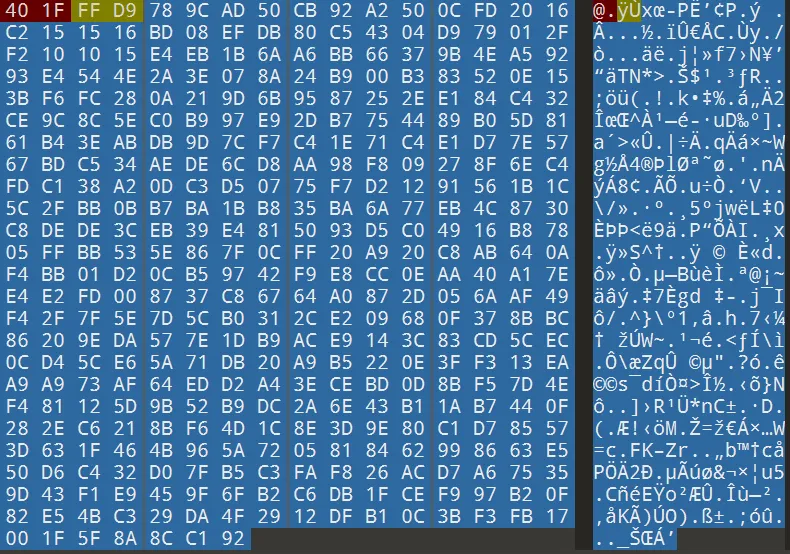 40 1F FF D9 78 9C AD 50 CB 92 A2 50 0C 40 FD 20 16 @.ÿÙxœ-PË'¢P.ý .
C2 15 15 16 BD 08 EF DB 80 C5 43 04 D9 79 01 2F Â...½.ïÛ€ÅC.Ùy./
F2 10 10 15 E4 EB 1B 6A A6 BB 66 37 9B 4E A5 92 ò...äë.j¦»f7›N¥'
93 E4 54 4E 2A 3E 07 8A 24 B9 00 B3 83 52 0E 15 “äTN*>.Š$¹.³ƒR..
3B F6 FC 28 0A 21 9D 6B 95 87 25 2E E1 84 C4 32 ;öü(.!.k•‡%.á„Ä2
CE 9C 8C 5E C0 B9 97 E9 2D B7 75 44 89 B0 5D 81 ÎœŒ^À¹—é-·uD‰°].
61 B4 3E AB DB 9D 7C F7 C4 1E 71 C4 E1 D7 7E 57 a´>«Û.|÷Ä.qÄá×~W
67 BD C5 34 AE DE 6C D8 AA 98 F8 09 27 8F 6E C4 g½Å4®ÞlØª˜ø.'.nÄ
FD C1 38 A2 0D C3 D5 07 75 F7 D2 12 91 56 1B 1C ýÁ8¢.ÃÕ.u÷Ò.‘V..
5C 2F BB 0B B7 BA 1B B8 35 BA 6A 77 EB 4C 87 30 \/».·º.¸5ºjwëL‡0
C8 DE DE 3C EB 39 E4 81 50 93 D5 C0 49 16 B8 78 ÈÞÞ<ë9ä.P“ÕÀI.¸x
05 FF BB 53 5E 86 7F 0C FF 20 A9 20 C8 AB 64 0A .ÿ»S^†..ÿ © È«d.
F4 BB 01 D2 0C B5 97 42 F9 E8 CC 0E AA 40 A1 7E ô».Ò.µ—BùèÌ.ª@¡~
E4 E2 FD 00 87 37 C8 67 64 A0 87 2D 05 6A AF 49 äâý.‡7Ègd ‡-.j¯I
F4 2F 7F 5E 7D 5C B0 31 2C E2 09 68 0F 37 8B BC ô/.^}\°1,â.h.7‹¼
86 20 9E DA 57 7E 1D B9 AC E9 14 3C 83 CD 5C EC † žÚW~.¹¬é.<ƒÍ\ì
0C D4 5C E6 5A 71 DB 20 A9 B5 22 0E 3F F3 13 EA .Ô\æZqÛ ©µ".?ó.ê
A9 A9 73 AF 64 ED D2 A4 3E CE BD 0D 8B F5 7D 4E ©©s¯díÒ¤>Î½.‹õ}N
F4 81 12 5D 9B 52 B9 DC 2A 6E 43 B1 1A B7 44 0F ô..]›R¹Ü*nC±.·D.
28 2E C6 21 8B F6 4D 1C 8E 3D 9E 80 C1 D7 85 57 (.Æ!‹öM.Ž=ž€Á×…W
3D 63 1F 46 4B 96 5A 72 05 81 84 62 99 86 63 E5 =c.FK–Zr..„b™†cå
50 D6 C4 32 D0 7F B5 C3 FA F8 26 AC D7 A6 75 35 PÖÄ2Ð.µÃúø&¬×¦u5
9D 43 F1 E9 45 9F 6F B2 C6 DB 1F CE F9 97 B2 0F .CñéEŸo²ÆÛ.Îù—².
82 E5 4B C3 29 DA 4F 29 12 DF B1 0C 3B F3 FB 17 ‚åKÃ)ÚO).ß±.;óû.
00 1F 5F 8A 8C C1 92 .._ŠŒÁ’